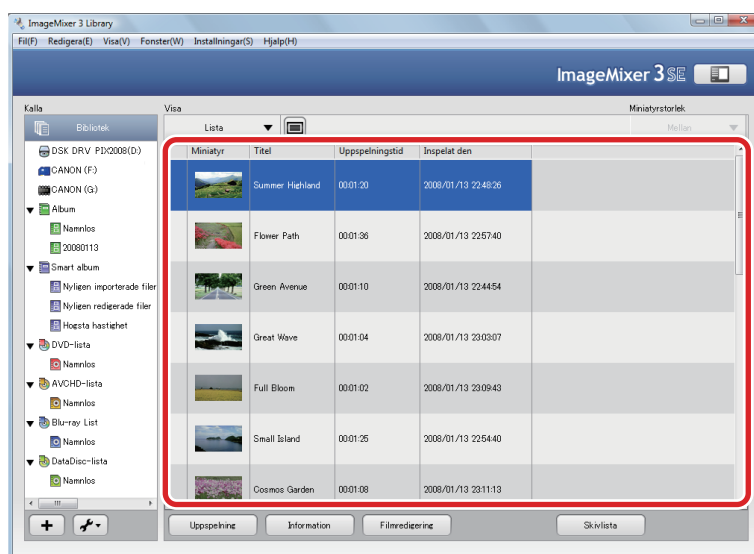 ImageMixer 3 Library
Fil(F) Redigera(E) Visa(V) Fonster(W) Installningar(S) Hjalp(H)
ImageMixer 3 SE
Kalla
Bibliotek
DSK DRV PIX2008(D:)
CANON (F:)
CANON (G:)
Album
Namnlos
20080113
Smart album
Nyligen importerade filer
Nyligen redigerade filer
Hogsta hastighet
DVD-lista
Namnlos
AVCHD-lista
Namnlos
Blu-ray List
Namnlos
DataDisc-lista
Namnlos
Visa
Miniatyrstorlek
Lista
Mellan
Miniatyr Titel Uppspelningstid Inspelat den
Summer Highland 00:01:20 2008/01/13 22:48:26
Flower Path 00:01:36 2008/01/13 22:57:40
Green Avenue 00:01:10 2008/01/13 22:44:54
Great Wave 00:01:04 2008/01/13 23:03:07
Full Bloom 00:01:02 2008/01/13 23:09:43
Small Island 00:01:25 2008/01/13 22:54:40
Cosmos Garden 00:01:08 2008/01/13 23:11:13
Uppspelning Information Filmredigering Skivlista